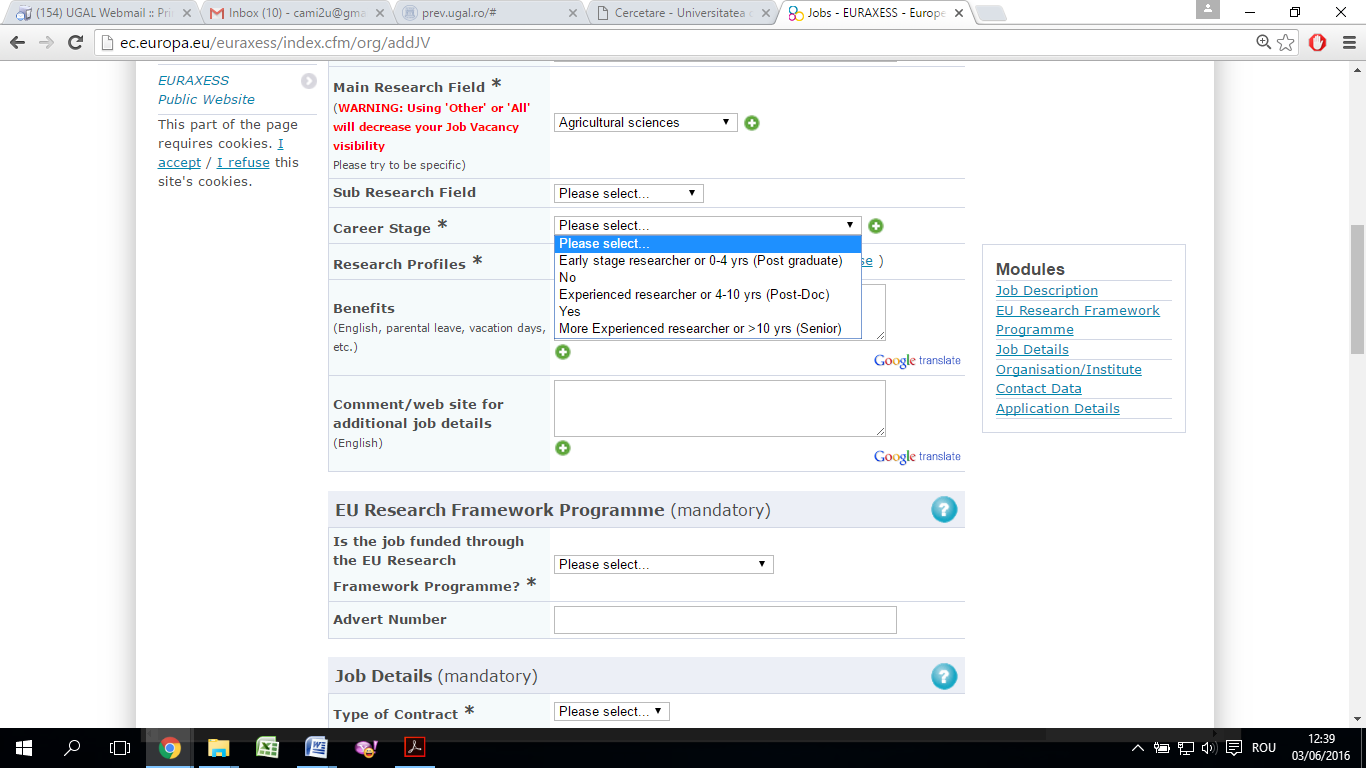 (154) UGAL Webmail :: Pri
Inbox (10) - cami2u@gma
prev.ugal.ro/#
Cercetare - Universitatea
Jobs - EURAXESS - Europe
ec.europa.eu/euraxess/index.cfm/org/addJV
EURAXESS
Public Website
This part of the page
requires cookies. I
accept / I refuse this
site's cookies.
Main Research Field *
(WARNING: Using 'Other' or 'All'
will decrease your Job Vacancy
visibility
Please try to be specific)
Agricultural sciences
Sub Research Field
Please select...
Career Stage *
Please select...
Please select...
Early stage researcher or 0-4 yrs (Post graduate)
No
Experienced researcher or 4-10 yrs (Post-Doc)
Yes
More Experienced researcher or >10 yrs (Senior)
Research Profiles *
se )
Benefits
(English, parental leave, vacation days,
etc.)
Google translate
Comment/web site for
additional job details
(English)
Google translate
EU Research Framework Programme (mandatory)
?
Is the job funded through
the EU Research
Framework Programme? *
Please select...
Advert Number
Job Details (mandatory)
?
Type of Contract *
Please select...
Modules
Job Description
EU Research Framework
Programme
Job Details
Organisation/Institute
Contact Data
Application Details
ROU
12:39
03/06/2016